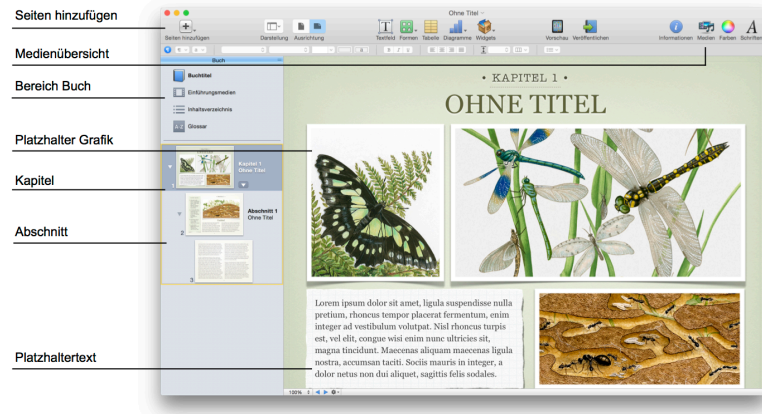 Seiten hinzufügen
Medienübersicht
Bereich Buch
Platzhalter Grafik
Kapitel
Abschnitt
Platzhaltertext
Ohne Titel
Seiten hinzufügen
Darstellung
Ausrichtung
Textfeld
Formen
Tabelle
Diagramme
Widgets
Vorschau
Veröffentlichen
Informationen
Medien
Farben
Schriften
Buch
Buchtitel
Einführungsmedien
Inhaltsverzeichnis
Glossar
Kapitel 1
Ohne Titel
1
Abschnitt 1
Ohne Titel
2
3
• KAPITEL 1 •
OHNE TITEL
Lorem ipsum dolor sit amet, ligula suspendisse nulla
pretium, rhoncus tempor placerat fermentum, enim
integer ad vestibulum volutpat. Nisl rhoncus turpis
est, vel elit, congue wisi enim nunc ultricies sit,
magna tincidunt. Maecenas aliquam maecenas ligula
nostra, accumsan taciti. Sociis mauris in integer, a
dolor netus non dui aliquet, sagittis felis sodales.
100%